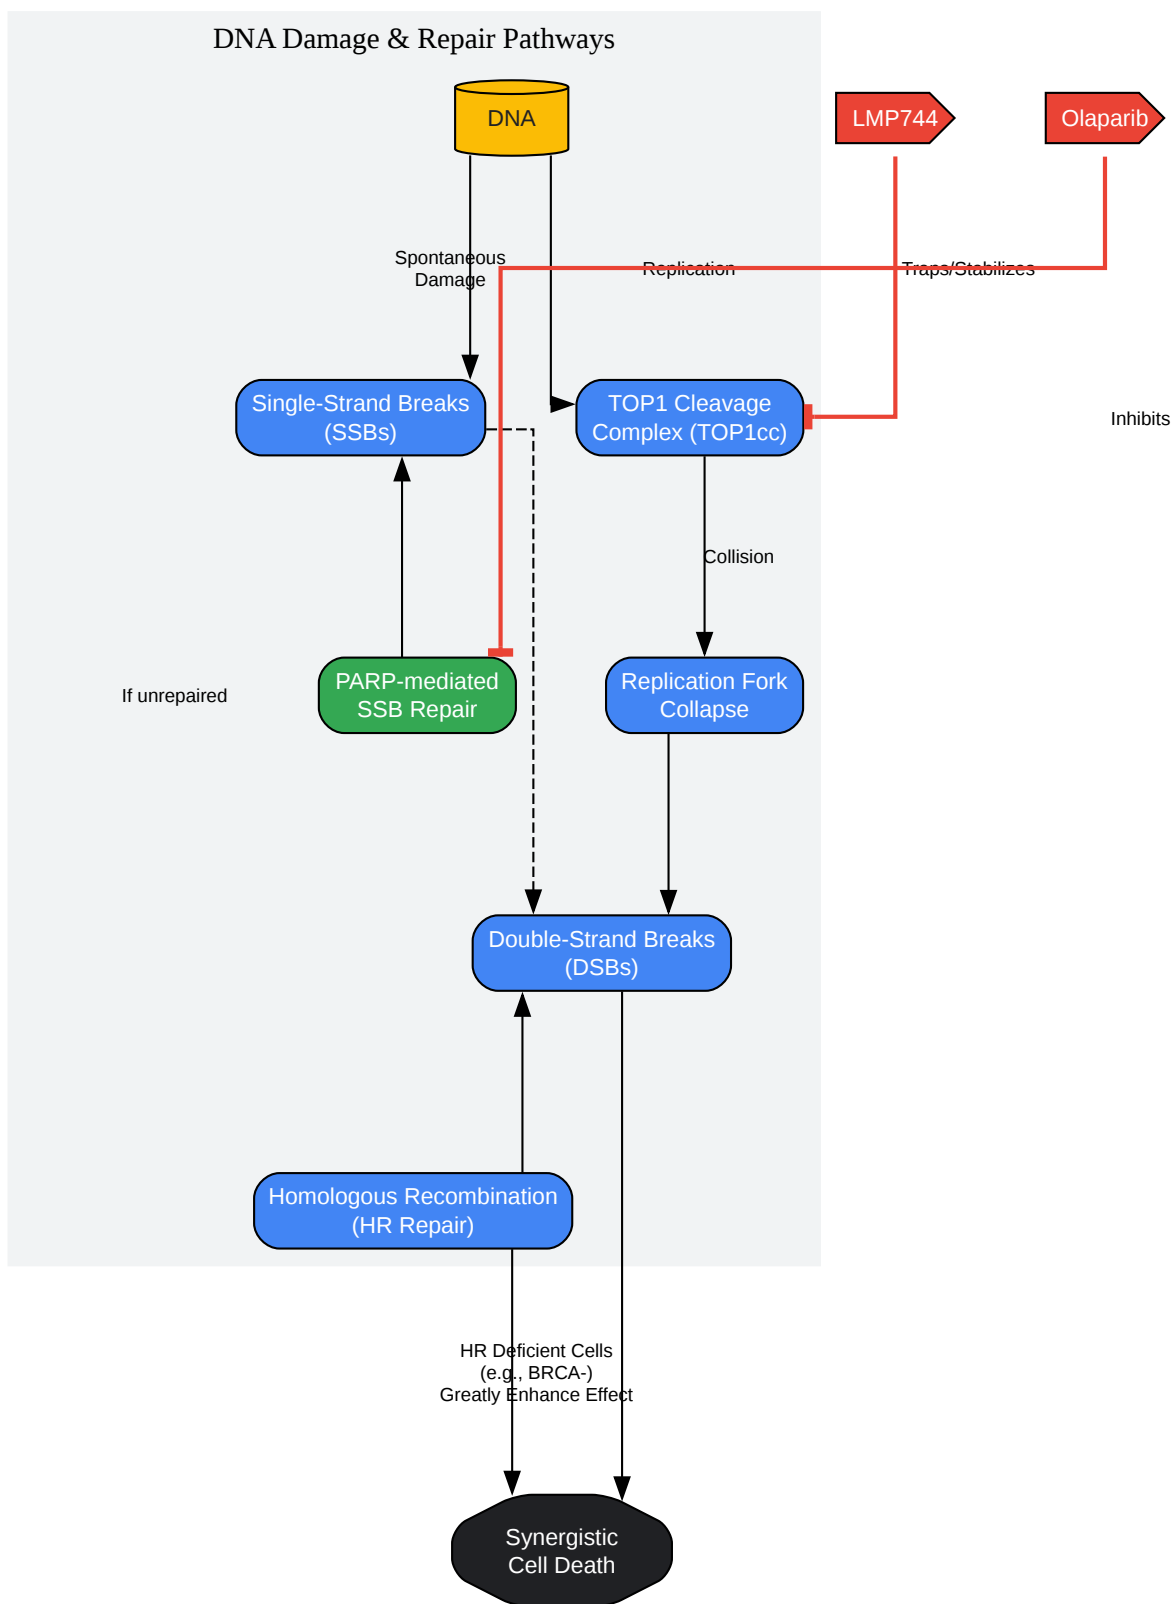 DNA Damage & Repair Pathways
DNA
LMP744
Olaparib
Spontaneous
Damage
Replication
Traps/Stabilizes
Single-Strand Breaks
(SSBs)
TOP1 Cleavage
Complex (TOP1cc)
Inhibits
Collision
If unrepaired
PARP-mediated
SSB Repair
Replication Fork
Collapse
Double-Strand Breaks
(DSBs)
Homologous Recombination
(HR Repair)
HR Deficient Cells
(e.g., BRCA-)
Greatly Enhance Effect
Synergistic
Cell Death